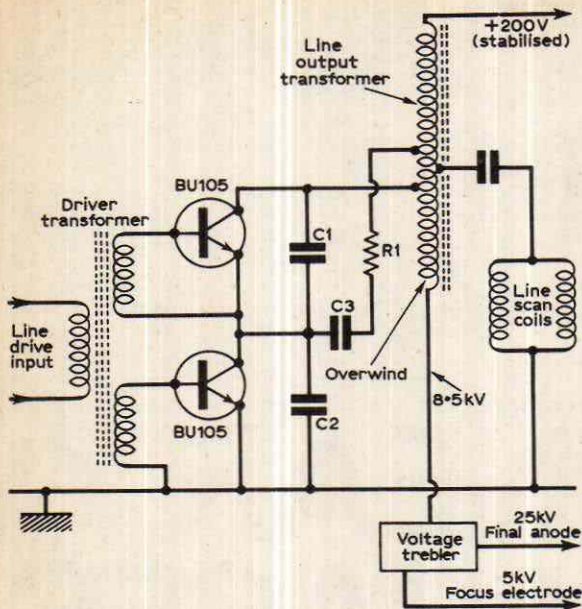 +200V
(stabilised)
Line
output
transformer
BU105
Driver
transformer
C1
R1
Line
drive
input
C3
Line
scan
coils
Overwind
BU105
C2
8·5kV
Voltage
trebler
25kV
Final anode
5kV
Focus electrode